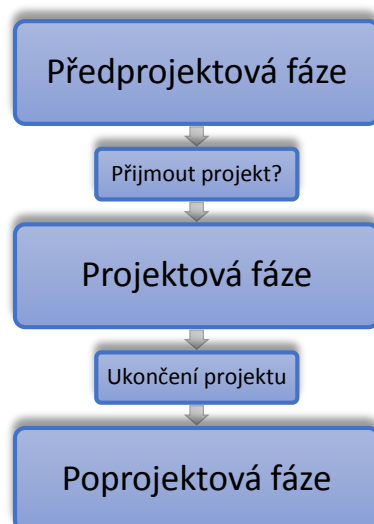 Předprojektová fáze
Přijmout projekt?
Projektová fáze
Ukončení projektu
Poprojektová fáze